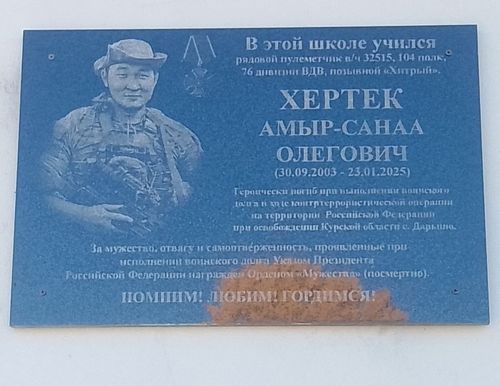 В этой школе учился
рядовой пулеметчик в/ч 32515, 104 полк,
76 дивизии ВДВ, позывной «Хитрый».
ХЕРТЕК
АМЫР-САНАА
ОЛЕГОВИЧ
(30.09.2003 - 23.01.2025)
Героически погиб при выполнении воинского
долга в ходе контртеррористической операции
на территории Российской Федерации
при освобождении Курской области с. Дарьино.
За мужество, отвагу и самоотверженность, проявленные при
исполнении воинского долга Указом Президента
Российской Федерации награжден Орденом «Мужества» (посмертно).
ПОМНИМ! ЛЮБИМ! ГОРДИМСЯ!